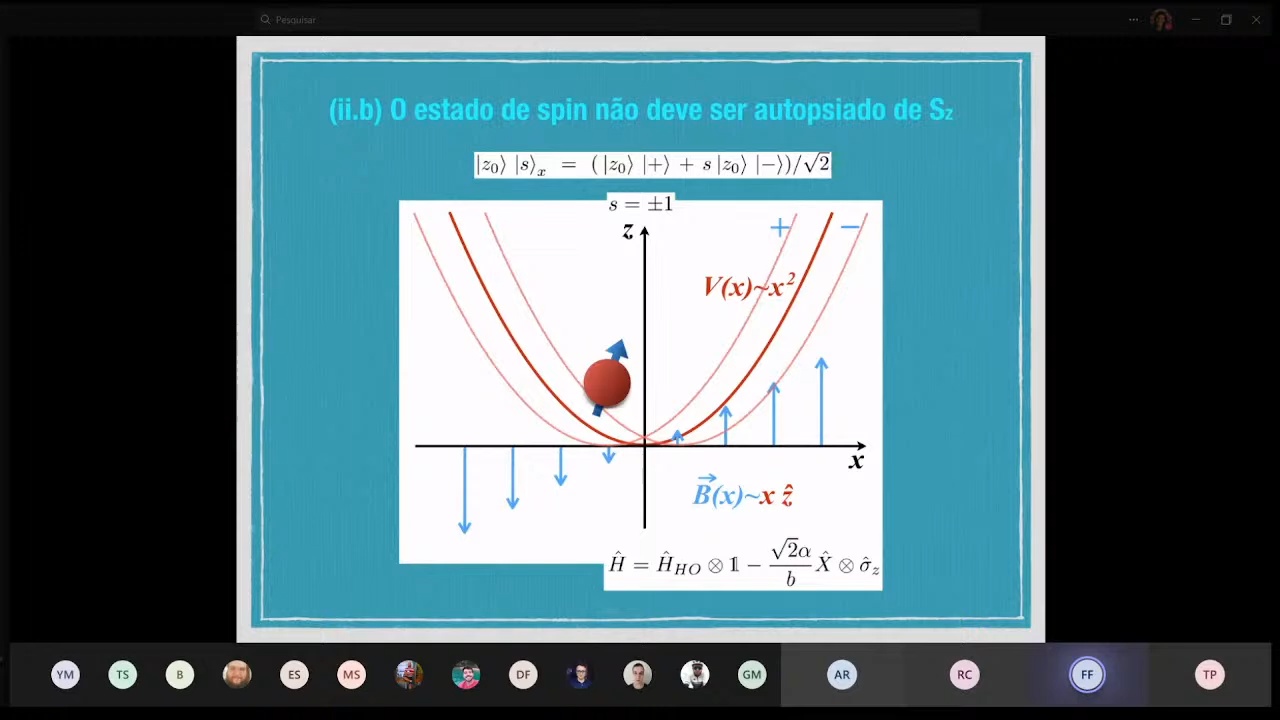 Pesquisar
(ii.b) O estado de spin não deve ser autopsiado de Sz
|z₀⟩ |s⟩ₓ = ( |z₀⟩ |+⟩ + s |z₀⟩ |−⟩)/√2
s = ±1
z
+ −
V(x)~x²
x
B⃗(x)~x ẑ
Ĥ = Ĥ_HO ⊗ 𝟙 − √2α/b X̂ ⊗ σ̂_z
YM TS B ES MS DF GM AR RC FF TP